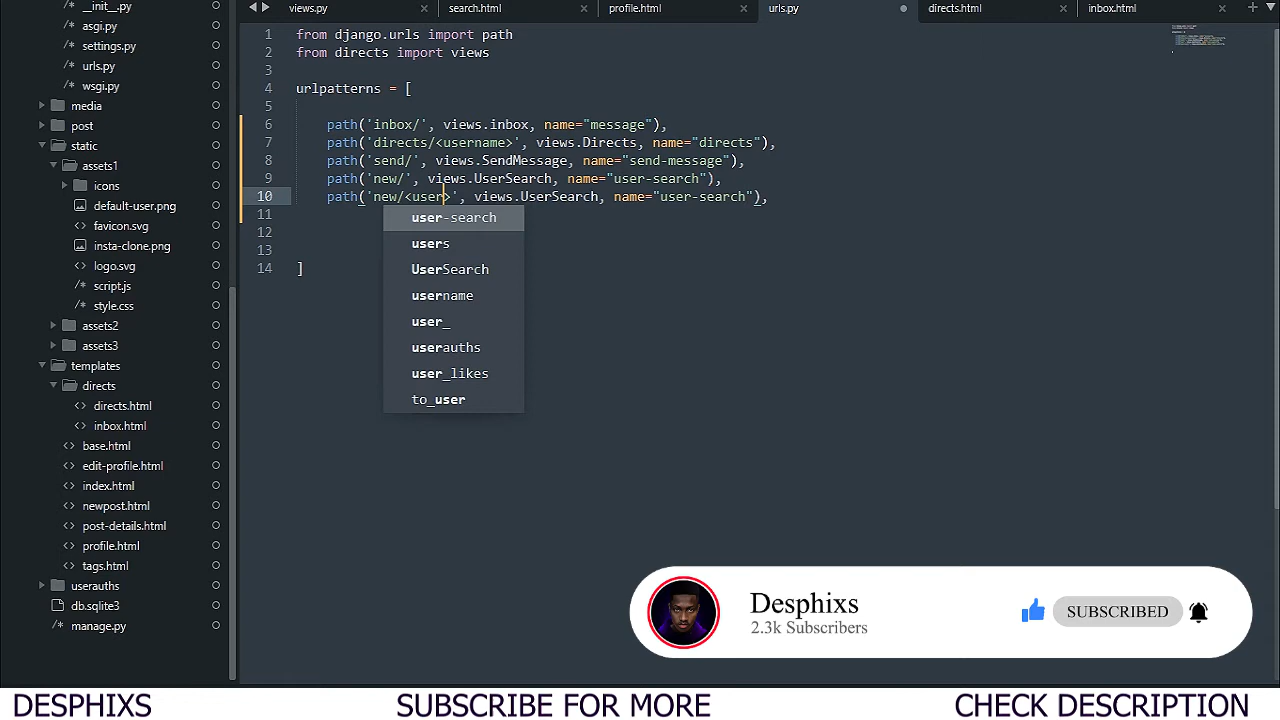 __init__.py
asgi.py
settings.py
urls.py
wsgi.py
media
post
static
assets1
icons
default-user.png
favicon.svg
insta-clone.png
logo.svg
script.js
style.css
assets2
assets3
templates
directs
directs.html
inbox.html
base.html
edit-profile.html
index.html
newpost.html
post-details.html
profile.html
tags.html
userauths
db.sqlite3
manage.py
views.py search.html profile.html urls.py directs.html inbox.html
1 from django.urls import path
2 from directs import views
3
4 urlpatterns = [
5
6 path('inbox/', views.inbox, name="message"),
7 path('directs/<username>', views.Directs, name="directs"),
8 path('send/', views.SendMessage, name="send-message"),
9 path('new/', views.UserSearch, name="user-search"),
10 path('new/<user>', views.UserSearch, name="user-search"),
11
12
13
14 ]
user-search
users
UserSearch
username
user_
userauths
user_likes
to_user
Desphixs
2.3k Subscribers
SUBSCRIBED
DESPHIXS SUBSCRIBE FOR MORE CHECK DESCRIPTION